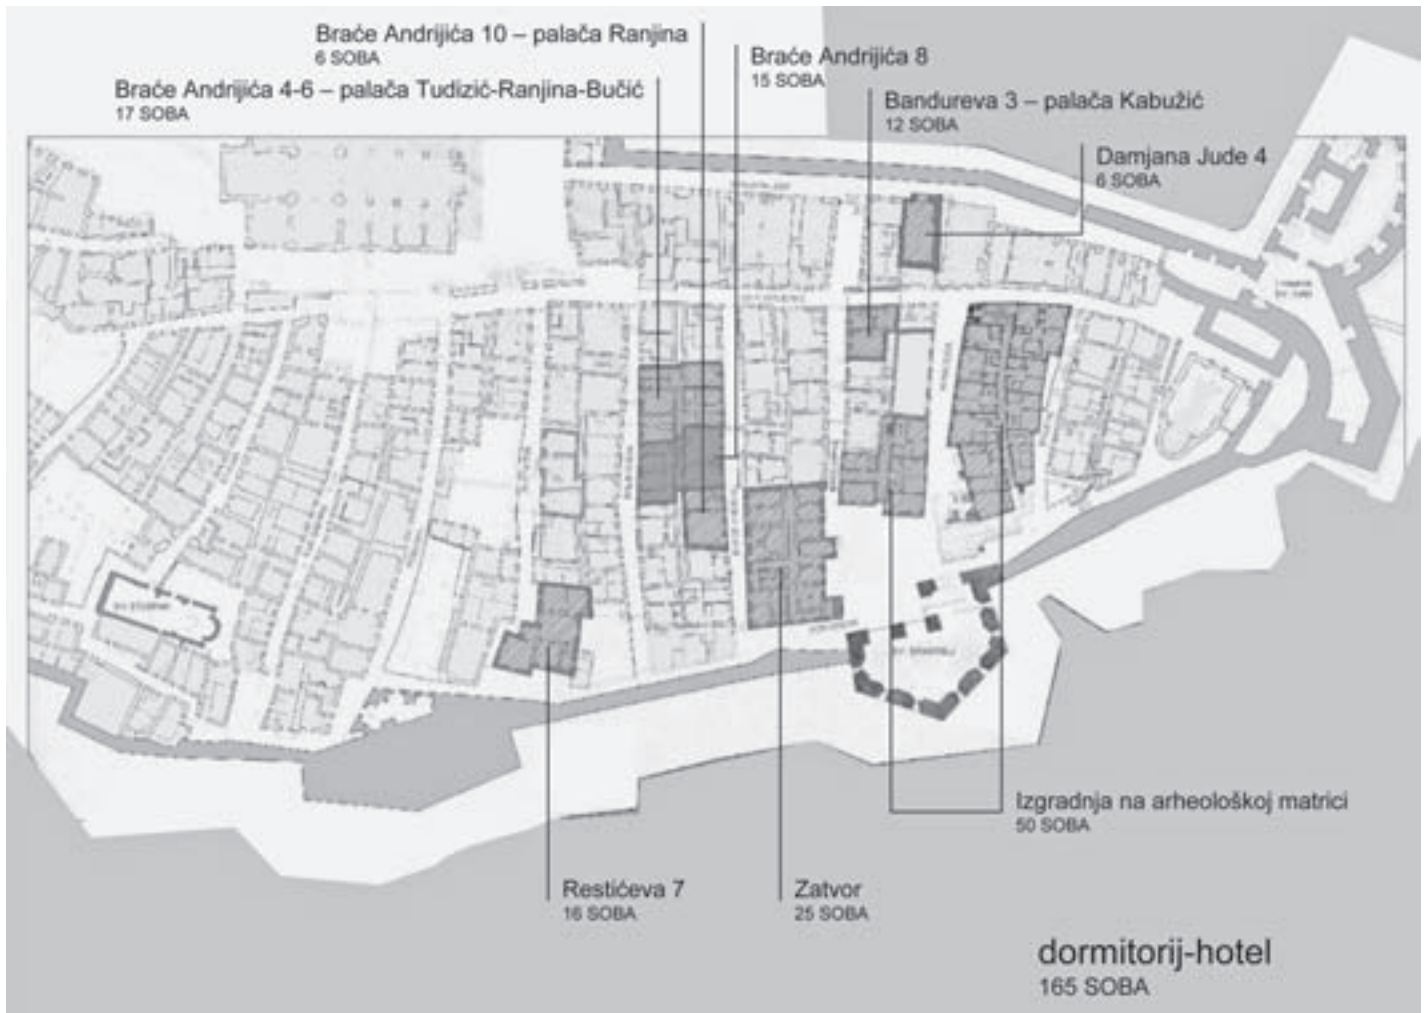 Braće Andrijića 10 – palača Ranjina
6 SOBA
Braće Andrijića 8
15 SOBA
Braće Andrijića 4-6 – palača Tudizić-Ranjina-Bučić
17 SOBA
Bandureva 3 – palača Kabužić
12 SOBA
Damjana Jude 4
6 SOBA
Izgradnja na arheološkoj matrici
50 SOBA
Restićeva 7
16 SOBA
Zatvor
25 SOBA
dormitorij-hotel
165 SOBA